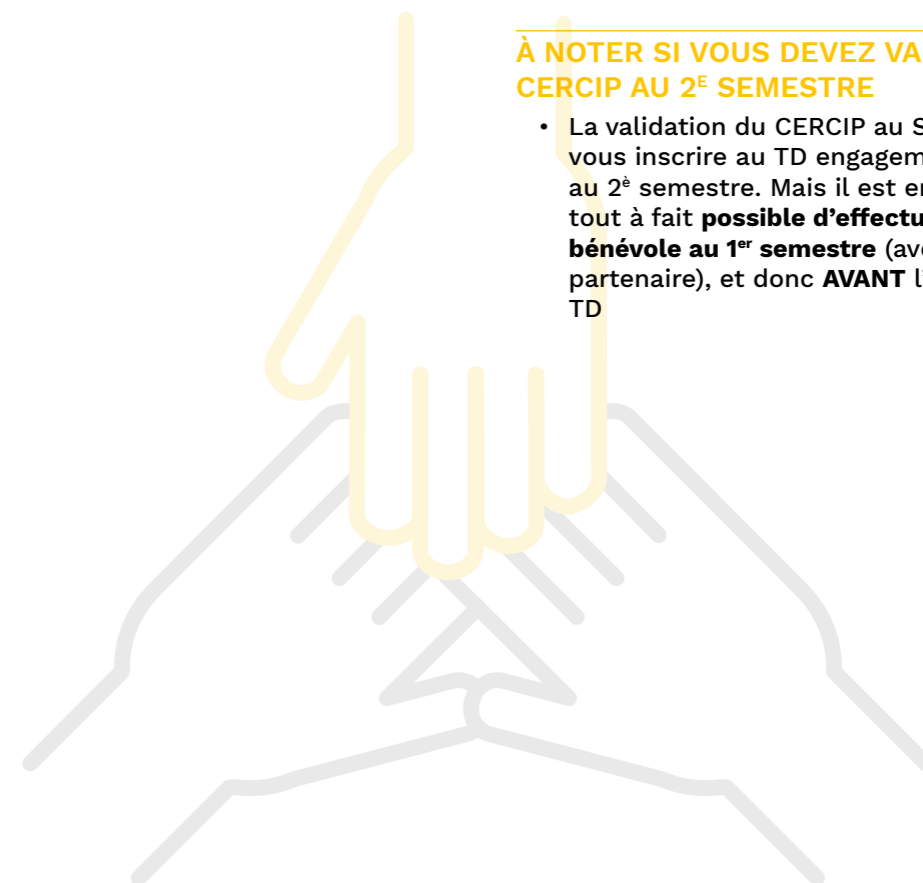 À NOTER SI VOUS DEVEZ VA
CERCIP AU 2E SEMESTRE
• La validation du CERCIP au S
vous inscrire au TD engagem
au 2è semestre. Mais il est e
tout à fait possible d’effectu
bénévole au 1er semestre (av
partenaire), et donc AVANT l’
TD